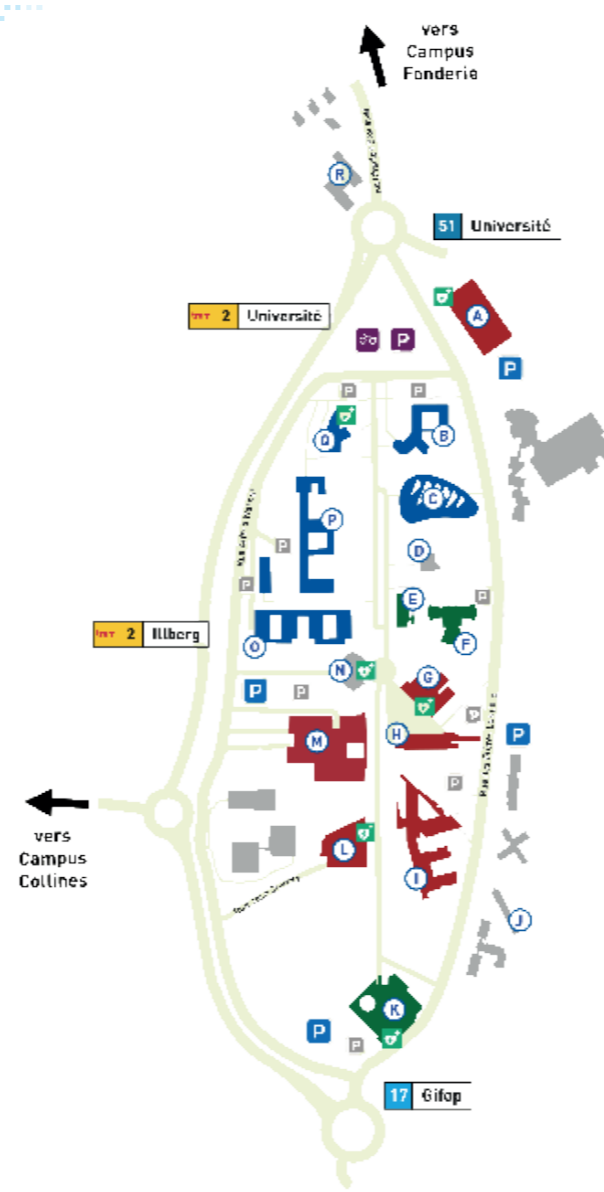 vers
Campus
Fonderie
R
51 Université
2 Université
A
P
P
P
P
Q
B
C
P
P
D
P
E
P
F
O
N
G
P
P
P
H
P
M
P
L
I
J
K
P
P
vers
Campus
Collines
2 Illberg
17 Gifop